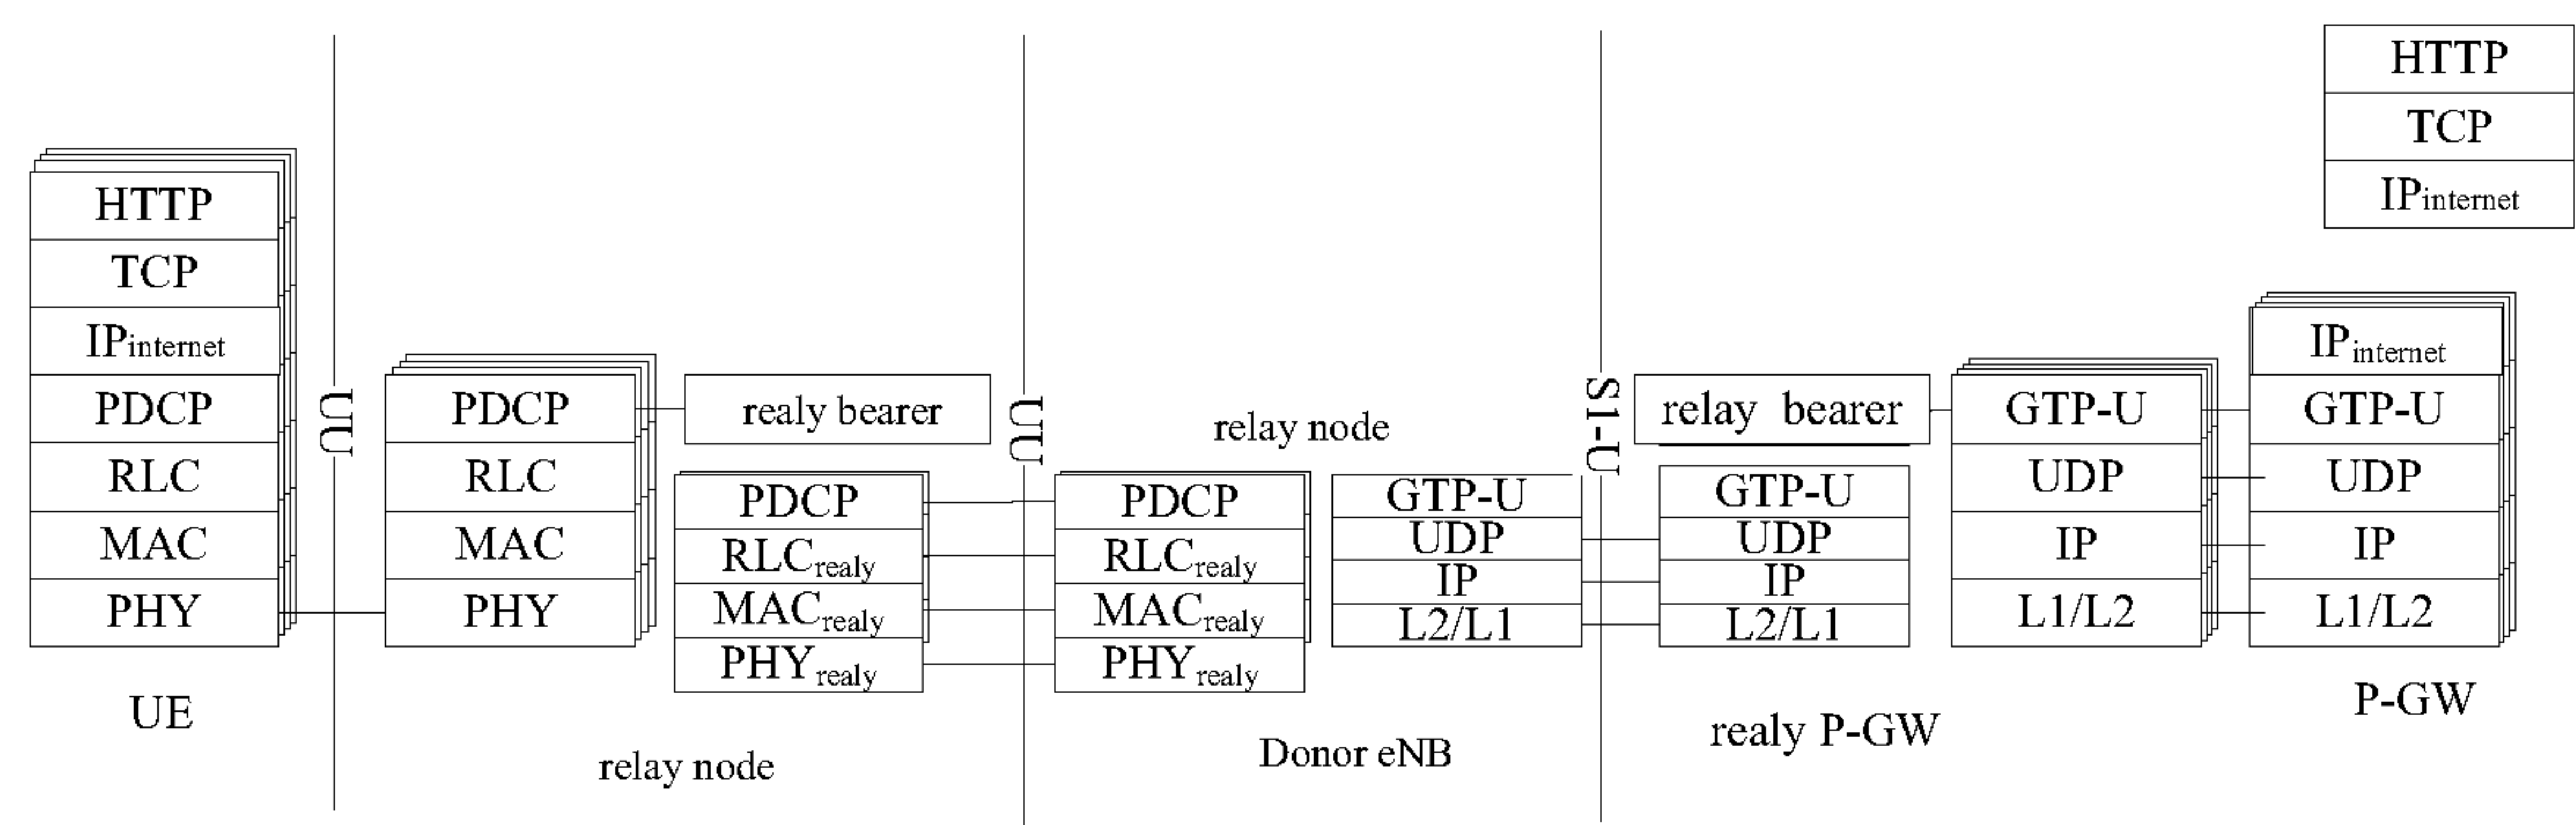 HTTP
TCP
IPinternet
PDCP
RLC
MAC
PHY
UE
UU
PDCP
RLC
MAC
PHY
realy bearer
PDCP
RLCrealy
MACrealy
PHYrealy
relay node
UU
relay node
PDCP
RLCrealy
MACrealy
PHYrealy
GTP-U
UDP
IP
L2/L1
Donor eNB
S1-U
relay bearer
GTP-U
UDP
IP
L2/L1
realy P-GW
GTP-U
UDP
IP
L1/L2
HTTP
TCP
IPinternet
IPinternet
GTP-U
UDP
IP
L1/L2
P-GW